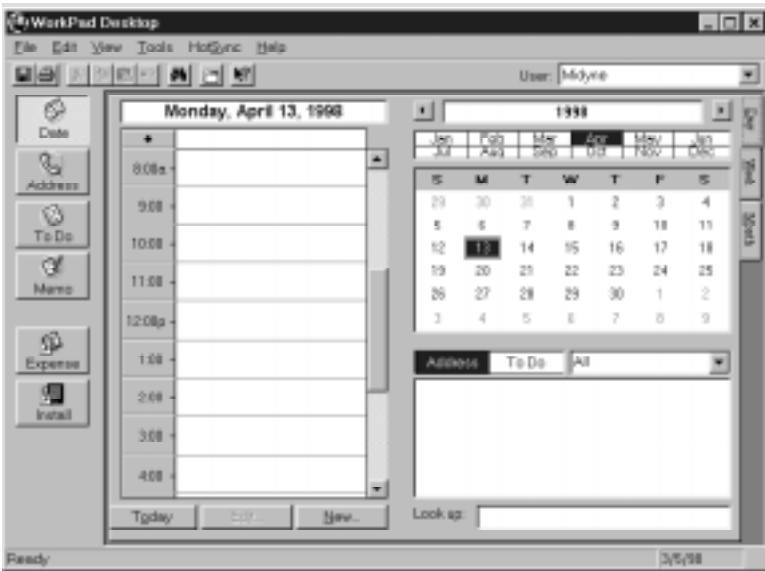 WorkPad Desktop
File Edit View Tools HotSync Help
User: Midyne
Date
Address
To Do
Memo
Expense
Install
Monday, April 13, 1998
8:00a
9:00
10:00
11:00
12:00p
1:00
2:00
3:00
4:00
Today Edit... New...
1998
Jan Feb Mar Apr May Jun
Jul Aug Sep Oct Nov Dec
S M T W T F S
29 30 31 1 2 3 4
5 6 7 8 9 10 11
12 13 14 15 16 17 18
19 20 21 22 23 24 25
26 27 28 29 30 1 2
3 4 5 6 7 8 9
Day
Week
Month
Address To Do All
Look up:
Ready 3/5/98